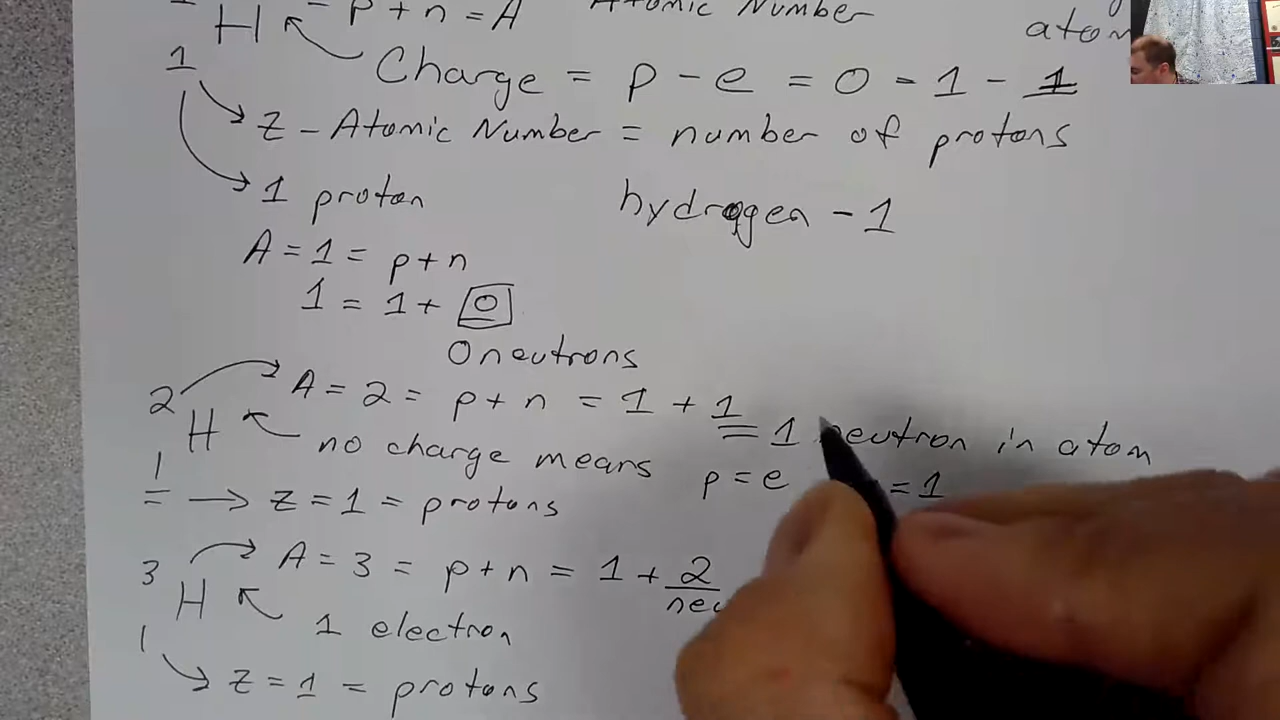 H - p + n = A Atomic Number
atom
1 Charge = p - e = 0 = 1 - 1
Z - Atomic Number = number of protons
1 proton hydrogen - 1
A = 1 = p + n
1 = 1 + 0
0 neutrons
2 A = 2 = p + n = 1 + 1
H no charge means = 1 neutron in atom
1 p = e = 1
= → Z = 1 = protons
3 A = 3 = p + n = 1 + 2
H 1 electron
1 Z = 1 = protons